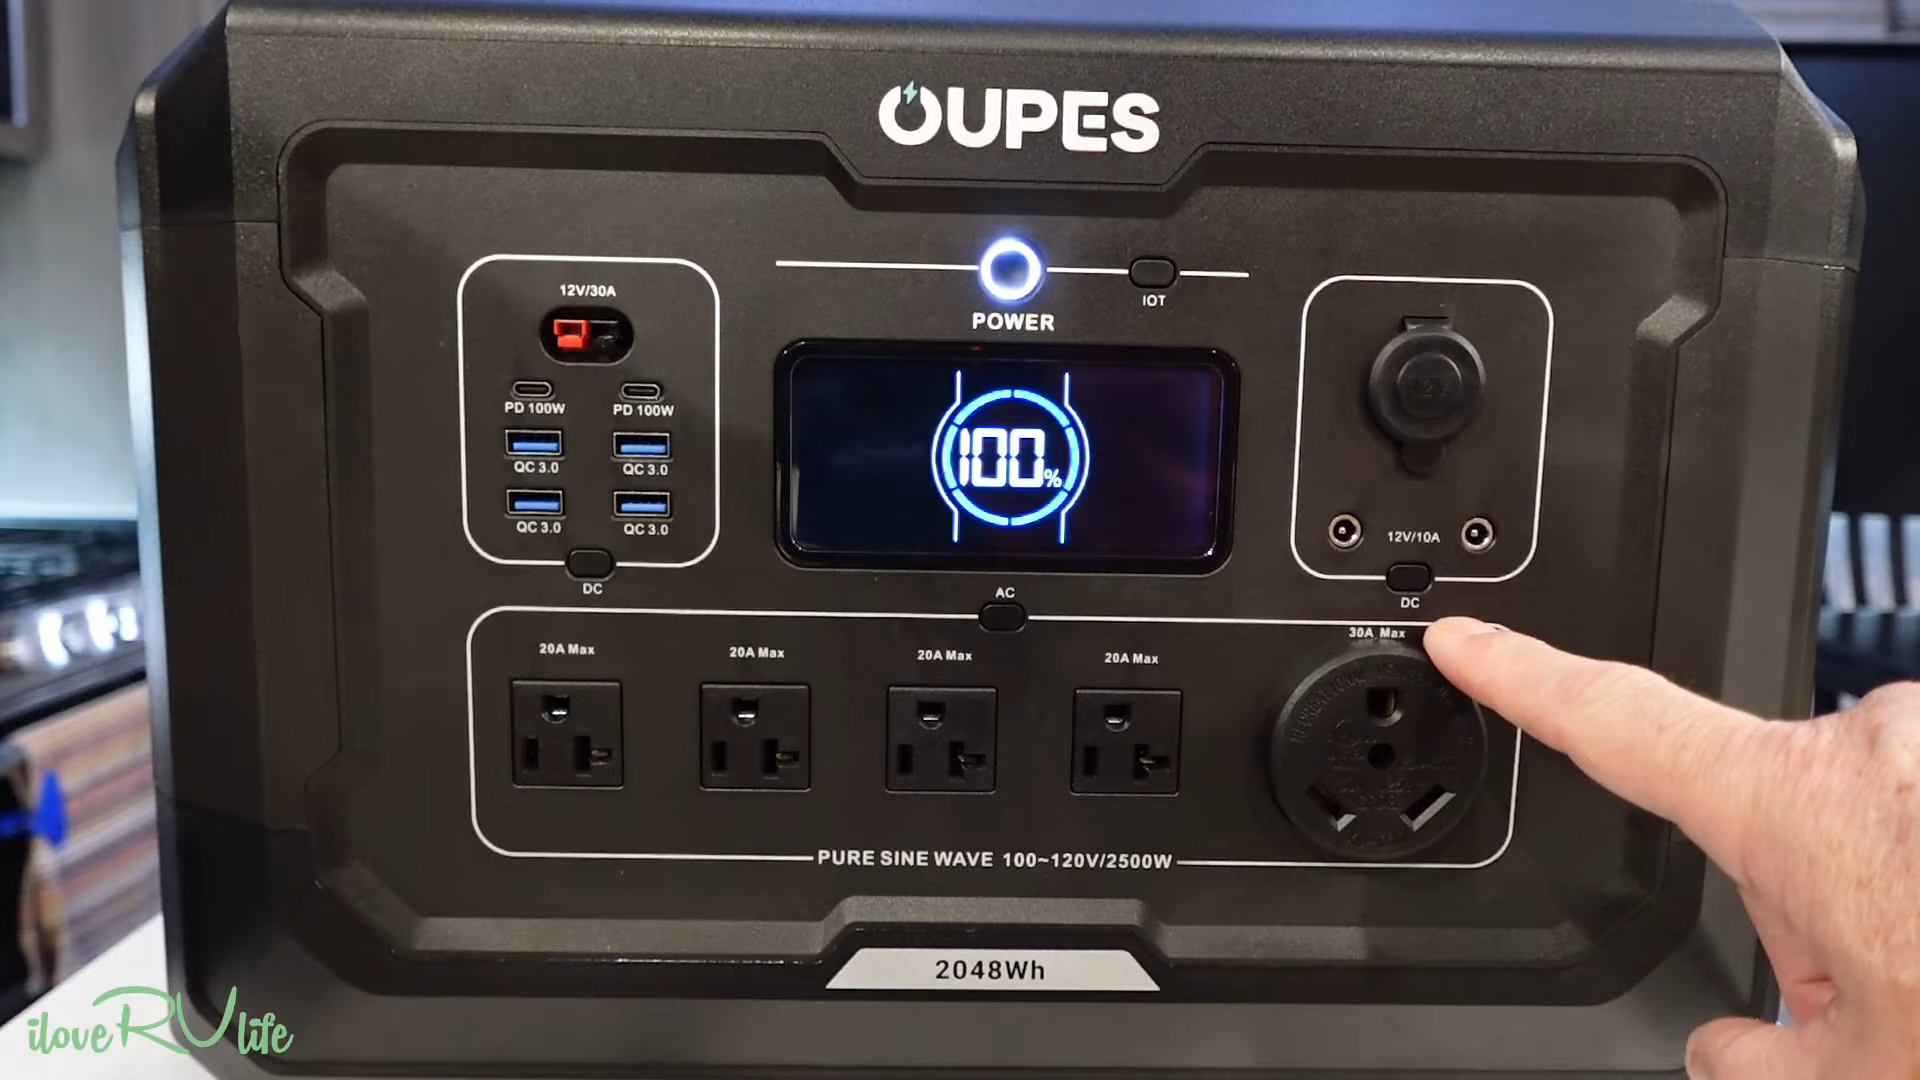 OUPES
POWER
IOT
12V/30A
PD 100W
PD 100W
QC 3.0
QC 3.0
QC 3.0
QC 3.0
DC
100%
12V
12V/10A
DC
AC
20A Max
20A Max
20A Max
20A Max
30A Max
PURE SINE WAVE 100~120V/2500W
2048Wh
iloveRVlife